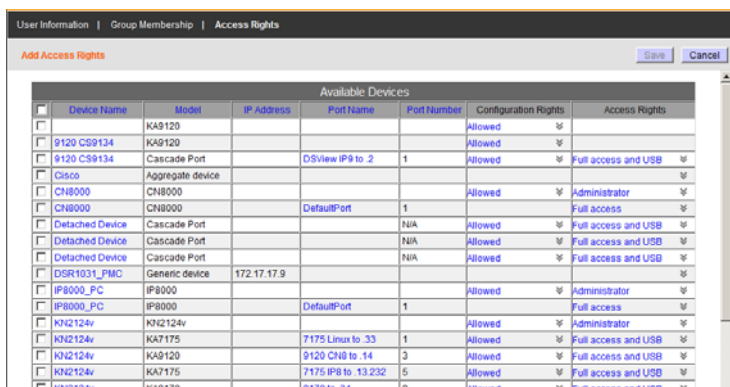 User Information | Group Membership | Access Rights
Add Access Rights Save Cancel
Available Devices
Device Name Model IP Address Port Name Port Number Configuration Rights Access Rights
KA9120 Allowed
9120 CS9134 KA9120 Allowed
9120 CS9134 Cascade Port DSView IP9 to .2 1 Allowed Full access and USB
Cisco Aggregate device
CN8000 CN8000 Allowed Administrator
CN8000 CN8000 DefaultPort 1 Full access
Detached Device Cascade Port N/A Allowed Full access and USB
Detached Device Cascade Port N/A Allowed Full access and USB
Detached Device Cascade Port N/A Allowed Full access and USB
DSR1031_PMC Generic device 172.17.17.9
IP8000_PC IP8000 Allowed Administrator
IP8000_PC IP8000 DefaultPort 1 Full access
KN2124v KN2124v Allowed Administrator
KN2124v KA7175 7175 Linux to .33 1 Allowed Full access and USB
KN2124v KA9120 9120 CN8 to .14 3 Allowed Full access and USB
KN2124v KA7175 7175 IP8 to .13.232 5 Allowed Full access and USB